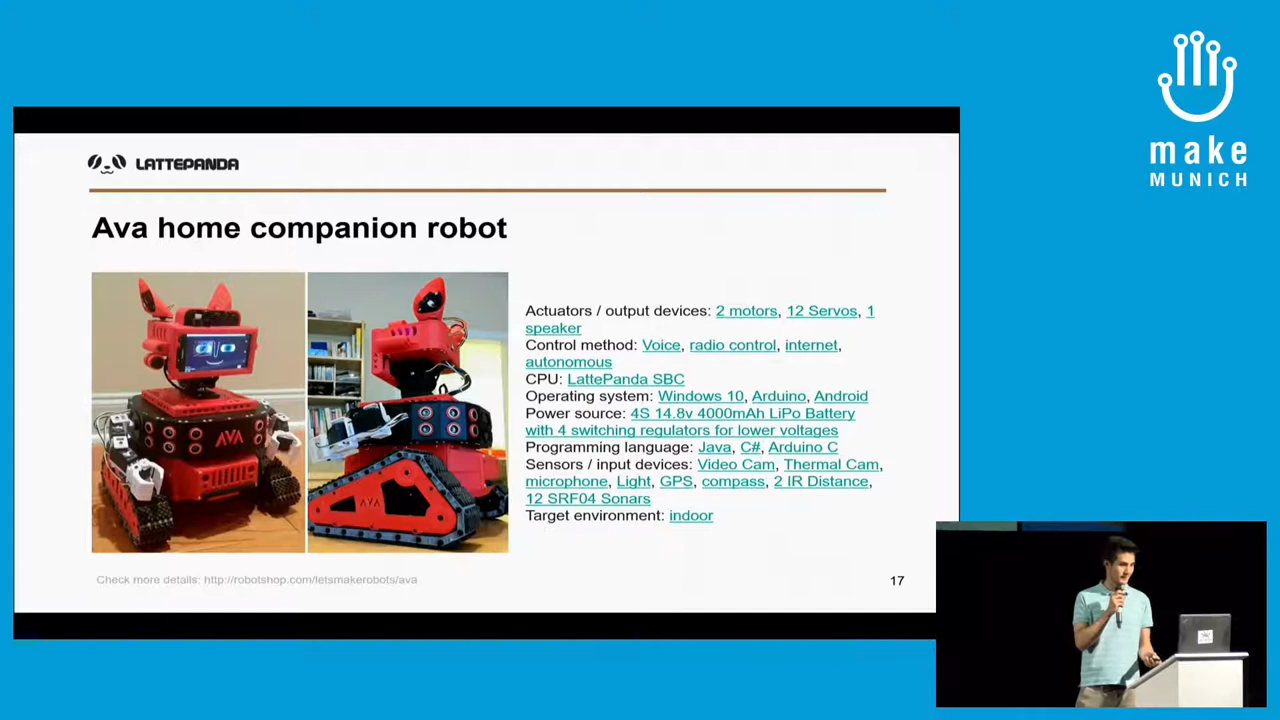 make
MUNICH
LATTEPANDA
Ava home companion robot
AVA
AVA
Actuators / output devices: 2 motors, 12 Servos, 1
speaker
Control method: Voice, radio control, internet,
autonomous
CPU: LattePanda SBC
Operating system: Windows 10, Arduino, Android
Power source: 4S 14.8v 4000mAh LiPo Battery
with 4 switching regulators for lower voltages
Programming language: Java, C#, Arduino C
Sensors / input devices: Video Cam, Thermal Cam,
microphone, Light, GPS, compass, 2 IR Distance,
12 SRF04 Sonars
Target environment: indoor
Check more details: http://robotshop.com/letsmakerobots/ava
17